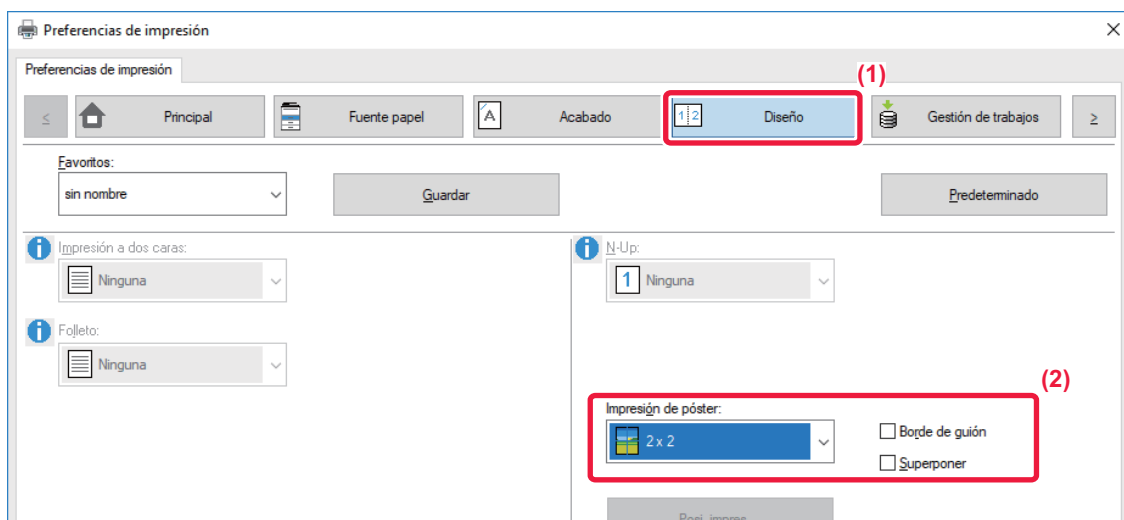 Preferencias de impresión
Preferencias de impresión
(1)
<
Principal
Fuente papel
A
Acabado
1 2
Diseño
Gestión de trabajos
>
Favoritos:
sin nombre
Guardar
Predeterminado
Impresión a dos caras:
Ninguna
N-Up:
1 Ninguna
Folleto:
Ninguna
(2)
Impresión de póster:
2 x 2
Borde de guión
Superponer
Posi. impres.